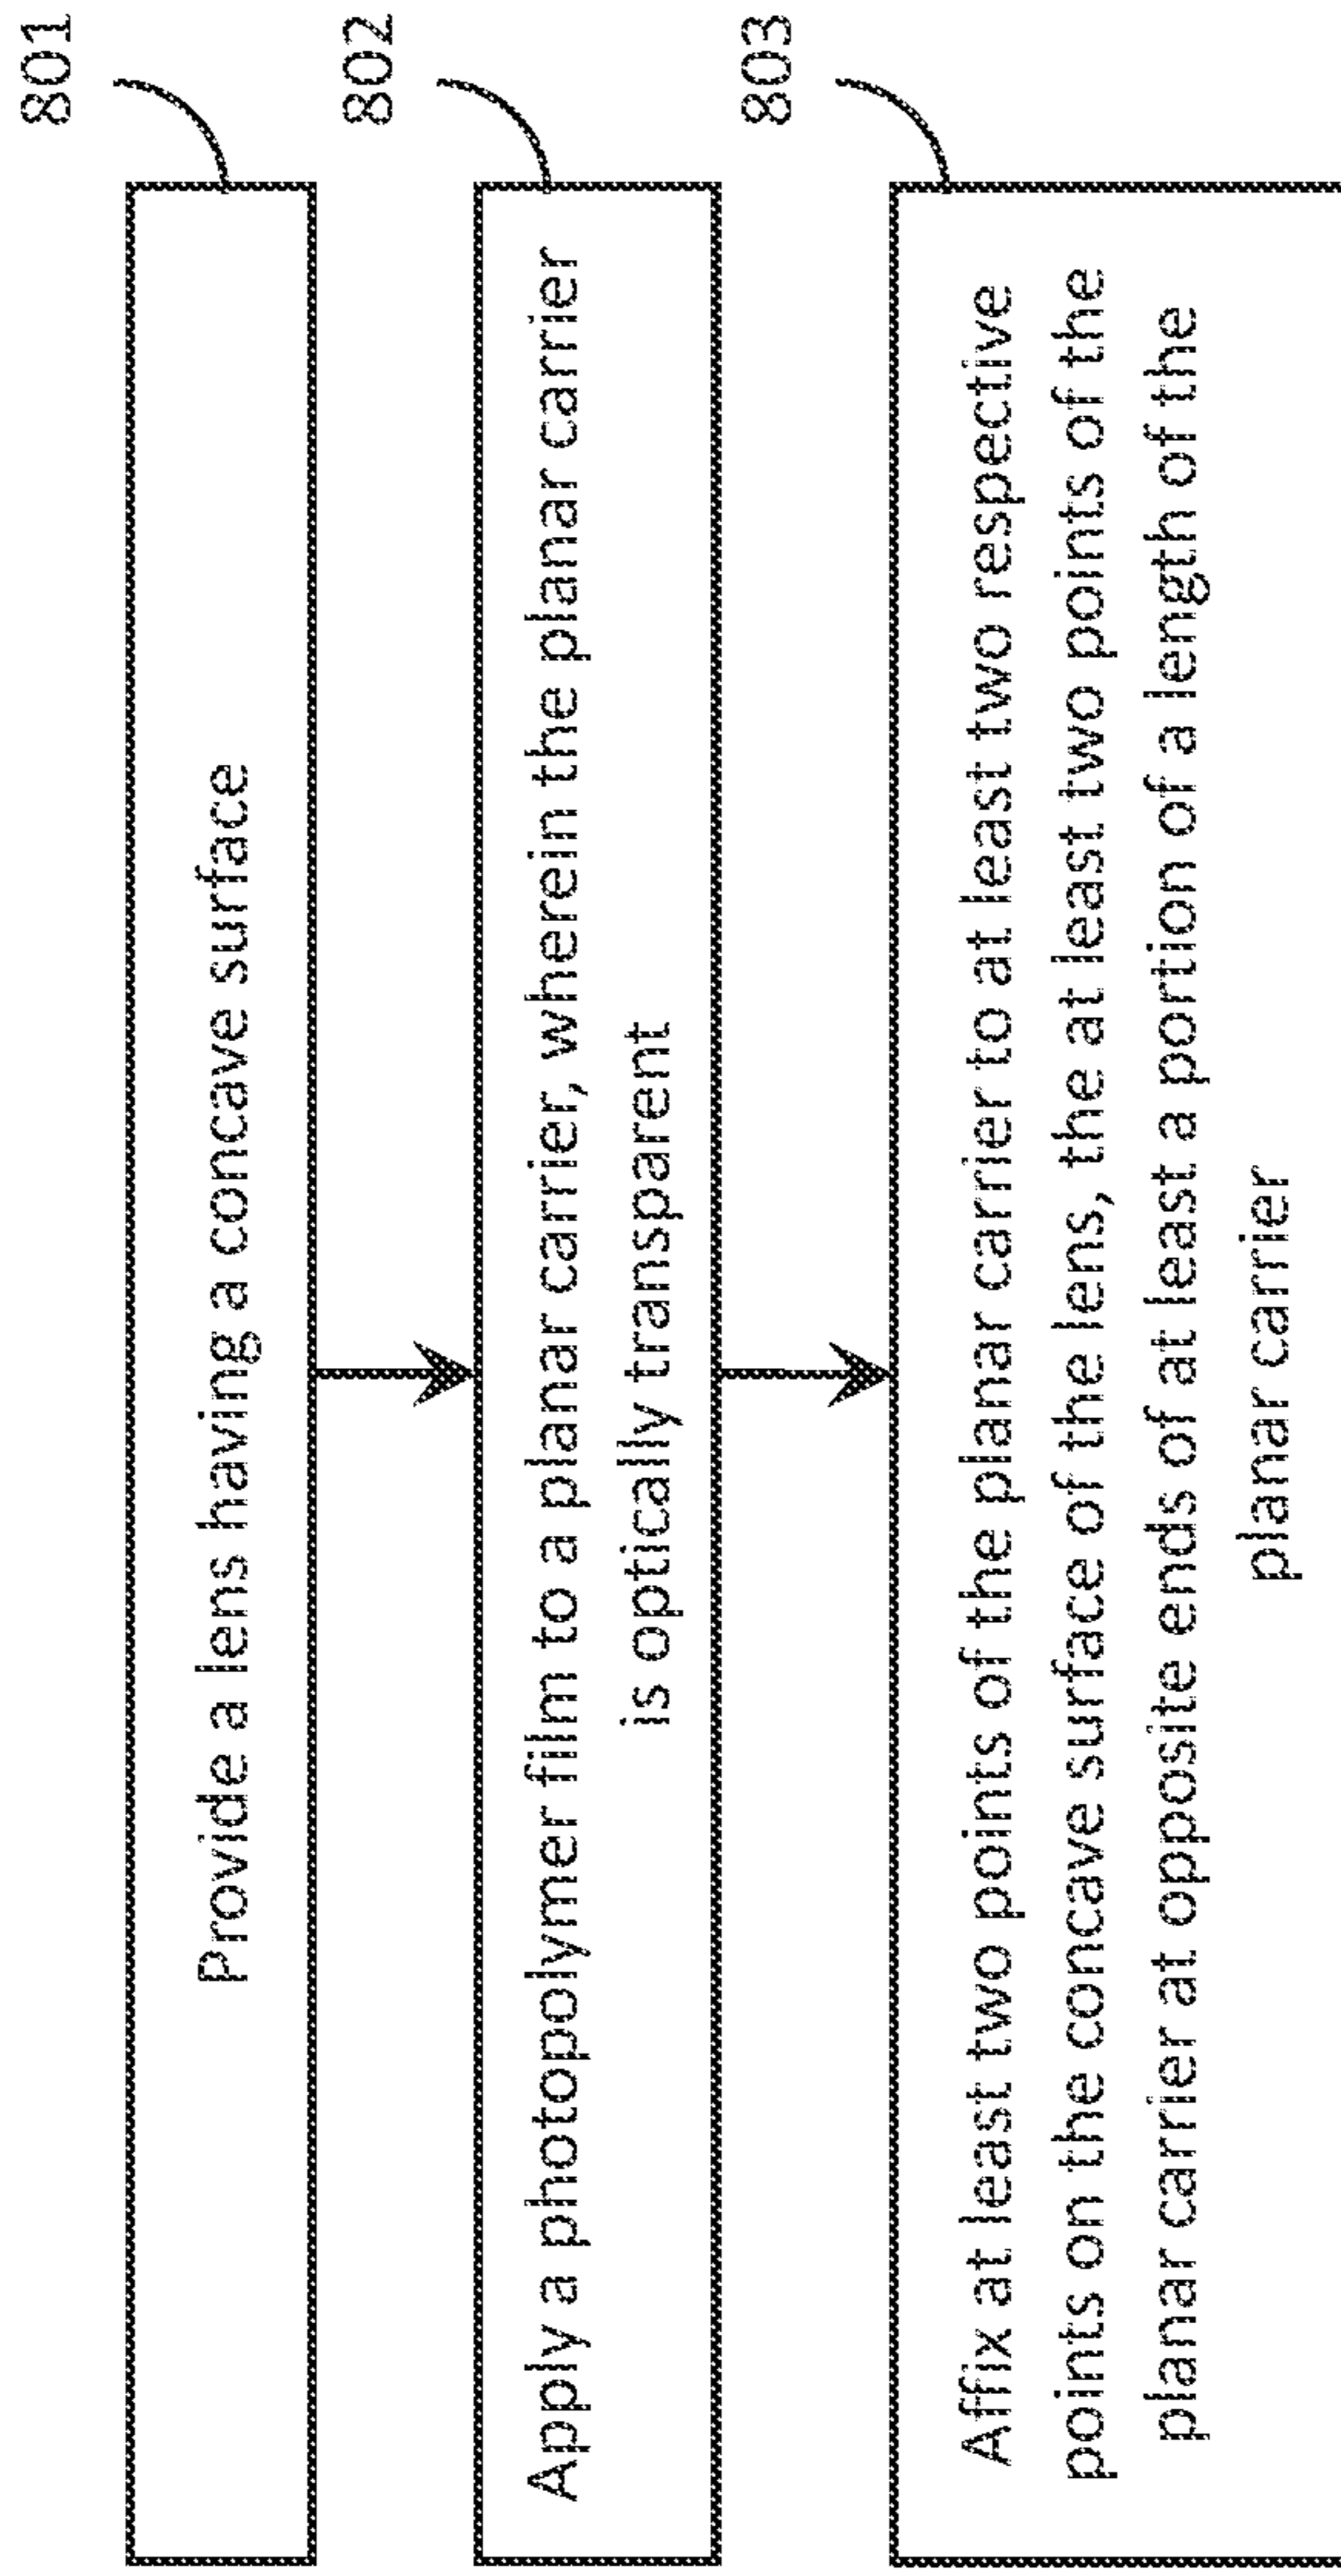 801
Provide a lens having a concave surface
802
Apply a photopolymer film to a planar carrier, wherein the planar carrier
is optically transparent
803
Affix at least two points of the planar carrier to at least two respective
points on the concave surface of the lens, the at least two points of the
planar carrier at opposite ends of at least a portion of a length of the
planar carrier